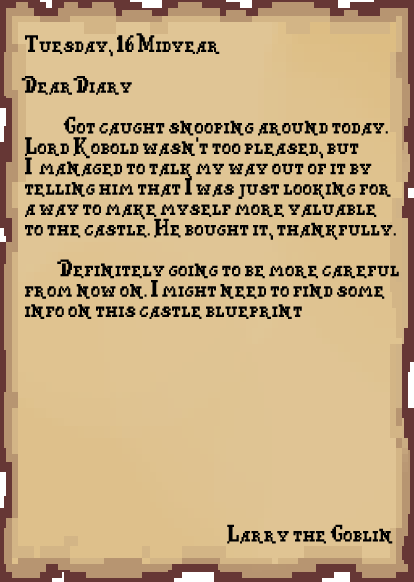 Tuesday, 16 Midyear
Dear Diary
Got caught snooping around today.
Lord Kobold wasn't too pleased, but
I managed to talk my way out of it by
telling him that I was just looking for
a way to make myself more valuable
to the castle. He bought it, thankfully.
Definitely going to be more careful
from now on. I might need to find some
info on this castle blueprint
Larry the Goblin